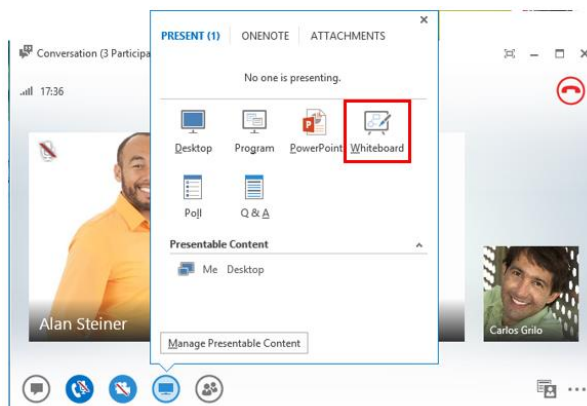 PRESENT (1) ONENOTE ATTACHMENTS
Conversation (3 Participa
No one is presenting.
17:36
Desktop Program PowerPoint Whiteboard
Poll Q & A
Presentable Content
Me Desktop
Alan Steiner
Carlos Grilo
Manage Presentable Content